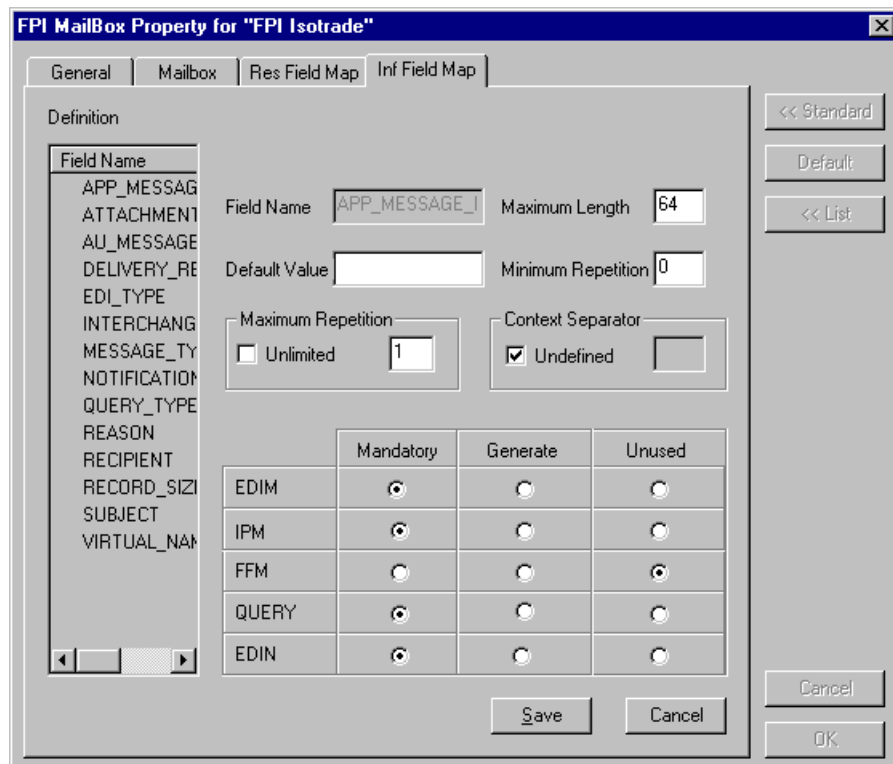 FPI MailBox Property for "FPI Isotrade"
General Mailbox Res Field Map Inf Field Map
<< Standard
Default
<< List
Definition
Field Name
APP_MESSAG
ATTACHMENT
AU_MESSAGE
DELIVERY_RE
EDI_TYPE
INTERCHANG
MESSAGE_TY
NOTIFICATION
QUERY_TYPE
REASON
RECIPIENT
RECORD_SIZI
SUBJECT
VIRTUAL_NAM
Field Name APP_MESSAGE_I Maximum Length 64
Default Value Minimum Repetition 0
Maximum Repetition Context Separator
Unlimited 1 Undefined
Mandatory Generate Unused
EDIM
IPM
FFM
QUERY
EDIN
Save Cancel
Cancel
OK